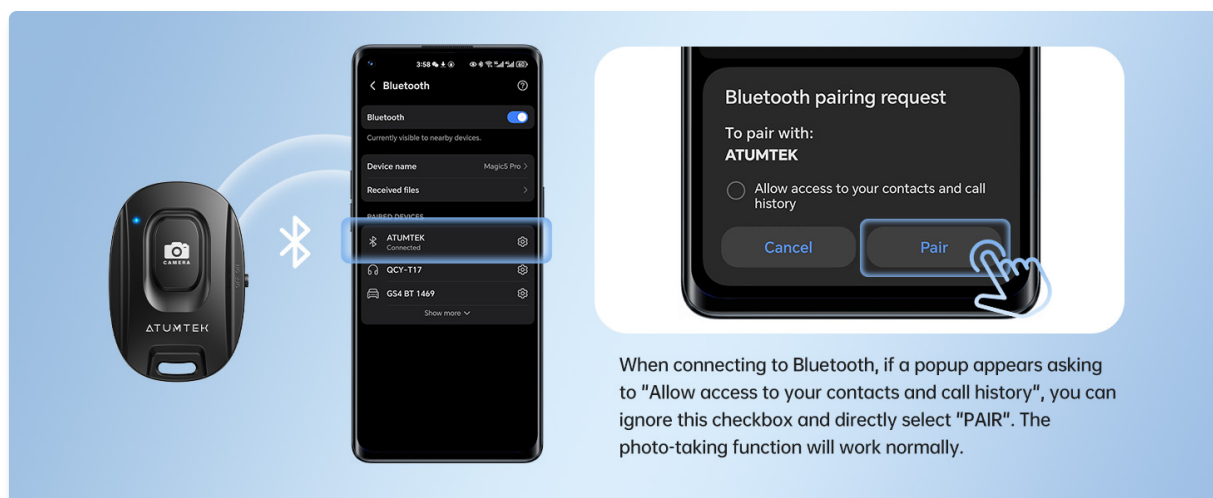 CAMERA
ATUMTEK
3:58
Bluetooth
Bluetooth
Currently visible to nearby devices.
Device name Magic5 Pro >
Received files >
PAIRED DEVICES
ATUMTEK
Connected
QCY-T17
GS4 BT 1469
Show more
Bluetooth pairing request
To pair with:
ATUMTEK
Allow access to your contacts and call
history
Cancel Pair
When connecting to Bluetooth, if a popup appears asking
to "Allow access to your contacts and call history", you can
ignore this checkbox and directly select "PAIR". The
photo-taking function will work normally.